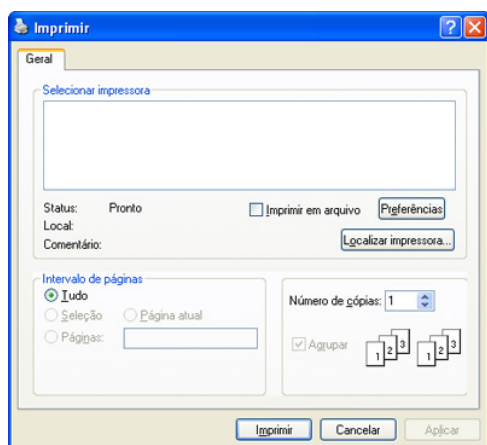 Imprimir
Geral
Selecionar impressora
Status: Pronto
Imprimir em arquivo
Preferências
Local:
Comentário:
Localizar impressora...
Intervalo de páginas
Tudo
Seleção
Página atual
Páginas:
Número de cópias: 1
Agrupar
1 2 3 1 2 3
Imprimir
Cancelar
Aplicar